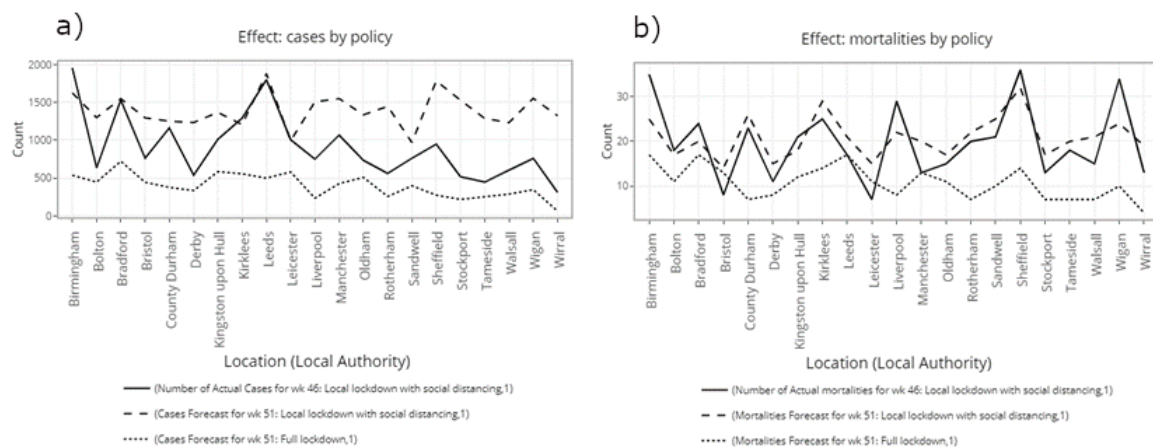 a)
Effect: cases by policy
2000
1500
1000
500
0
Count
Birmingham
Bolton
Bradford
Bristol
County Durham
Derby
Kingston upon Hull
Kirklees
Leeds
Leicester
Liverpool
Manchester
Oldham
Rotherham
Sandwell
Sheffield
Stockport
Tameside
Walsall
Wigan
Wirral
Location (Local Authority)
(Number of Actual Cases for wk 46: Local lockdown with social distancing,1)
(Cases Forecast for wk 51: Local lockdown with social distancing,1)
(Cases Forecast for wk 51: Full lockdown,1)
b)
Effect: mortalities by policy
30
20
10
Count
Birmingham
Bolton
Bradford
Bristol
County Durham
Derby
Kingston upon Hull
Kirklees
Leeds
Leicester
Liverpool
Manchester
Oldham
Rotherham
Sandwell
Sheffield
Stockport
Tameside
Walsall
Wigan
Wirral
Location (Local Authority)
(Number of Actual mortalities for wk 46: Local lockdown with social distancing,1)
(Mortalities Forecast for wk 51: Local lockdown with social distancing,1)
(Mortalities Forecast for wk 51: Full lockdown,1)